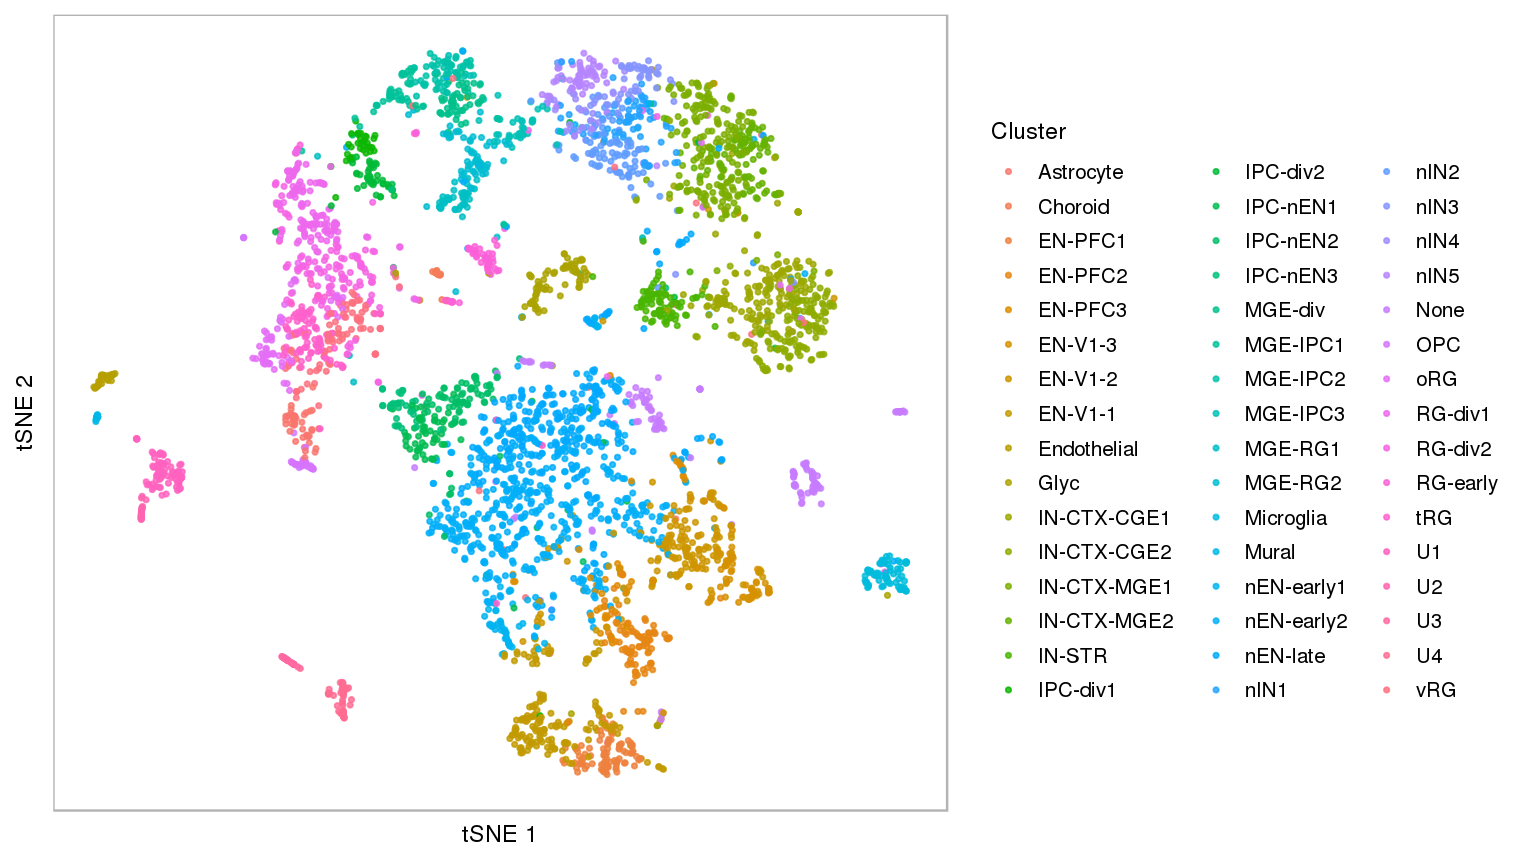 Cluster
Astrocyte
Choroid
EN-PFC1
EN-PFC2
EN-PFC3
EN-V1-3
EN-V1-2
EN-V1-1
Endothelial
Glyc
IN-CTX-CGE1
IN-CTX-CGE2
IN-CTX-MGE1
IN-CTX-MGE2
IN-STR
IPC-div1
IPC-div2
IPC-nEN1
IPC-nEN2
IPC-nEN3
MGE-div
MGE-IPC1
MGE-IPC2
MGE-IPC3
MGE-RG1
MGE-RG2
Microglia
Mural
nEN-early1
nEN-early2
nEN-late
nIN1
nIN2
nIN3
nIN4
nIN5
None
OPC
oRG
RG-div1
RG-div2
RG-early
tRG
U1
U2
U3
U4
vRG
tSNE 2
tSNE 1